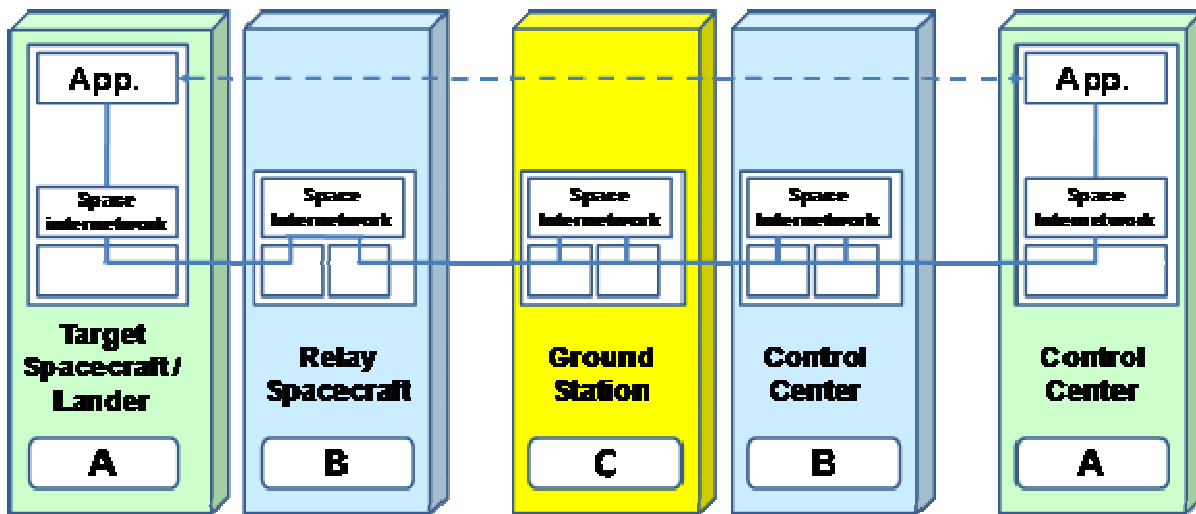 App.
Space
internetwork
Target
Spacecraft /
Lander
A
Space
Internetwork
Relay
Spacecraft
B
Space
Internetwork
Ground
Station
C
Space
Internetwork
Control
Center
B
App.
Space
Internetwork
Control
Center
A